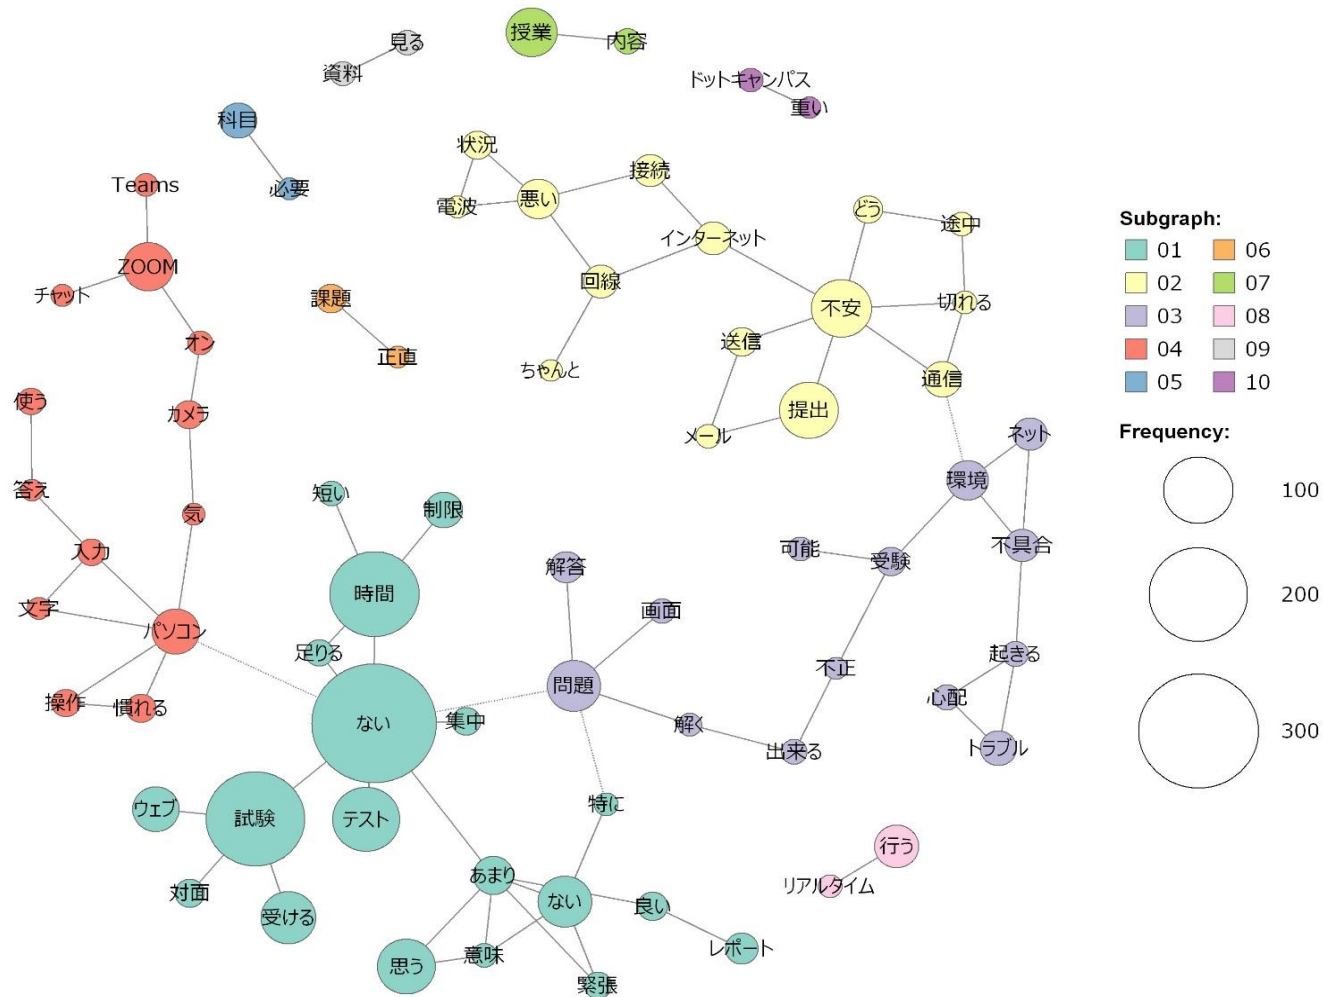 見る
資料
授業
内容
ドットキャンパス
重い
科目
必要
状況
電波
悪い
接続
インターネット
回線
ちゃんと
どう
途中
不安
切れる
送信
通信
提出
メール
Teams
ZOOM
チャット
オン
カメラ
気
使う
答え
入力
文字
パソコン
操作
慣れる
課題
正直
短い
制限
時間
足りる
ない
集中
試験
ウェブ
対面
受ける
テスト
あまり
ない
特に
良い
レポート
思う
意味
緊張
解答
画面
問題
解く
出来る
不正
受験
可能
環境
ネット
不具合
起きる
心配
トラブル
行う
リアルタイム
Subgraph:
01
06
02
07
03
08
04
09
05
10
Frequency:
100
200
300